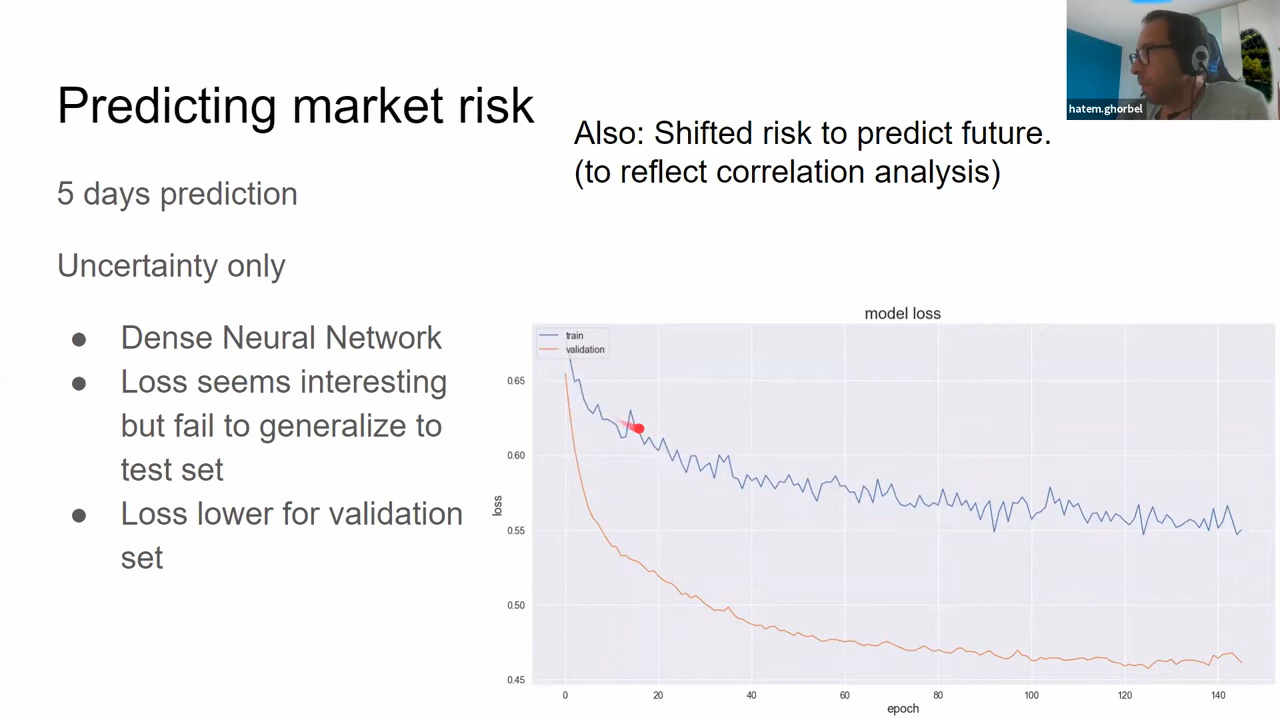 hatem.ghorbel
Predicting market risk
Also: Shifted risk to predict future.
(to reflect correlation analysis)
5 days prediction
Uncertainty only
● Dense Neural Network
● Loss seems interesting
but fail to generalize to
test set
● Loss lower for validation
set
model loss
train
validation
0.65
0.60
0.55
0.50
0.45
loss
0 20 40 60 80 100 120 140
epoch